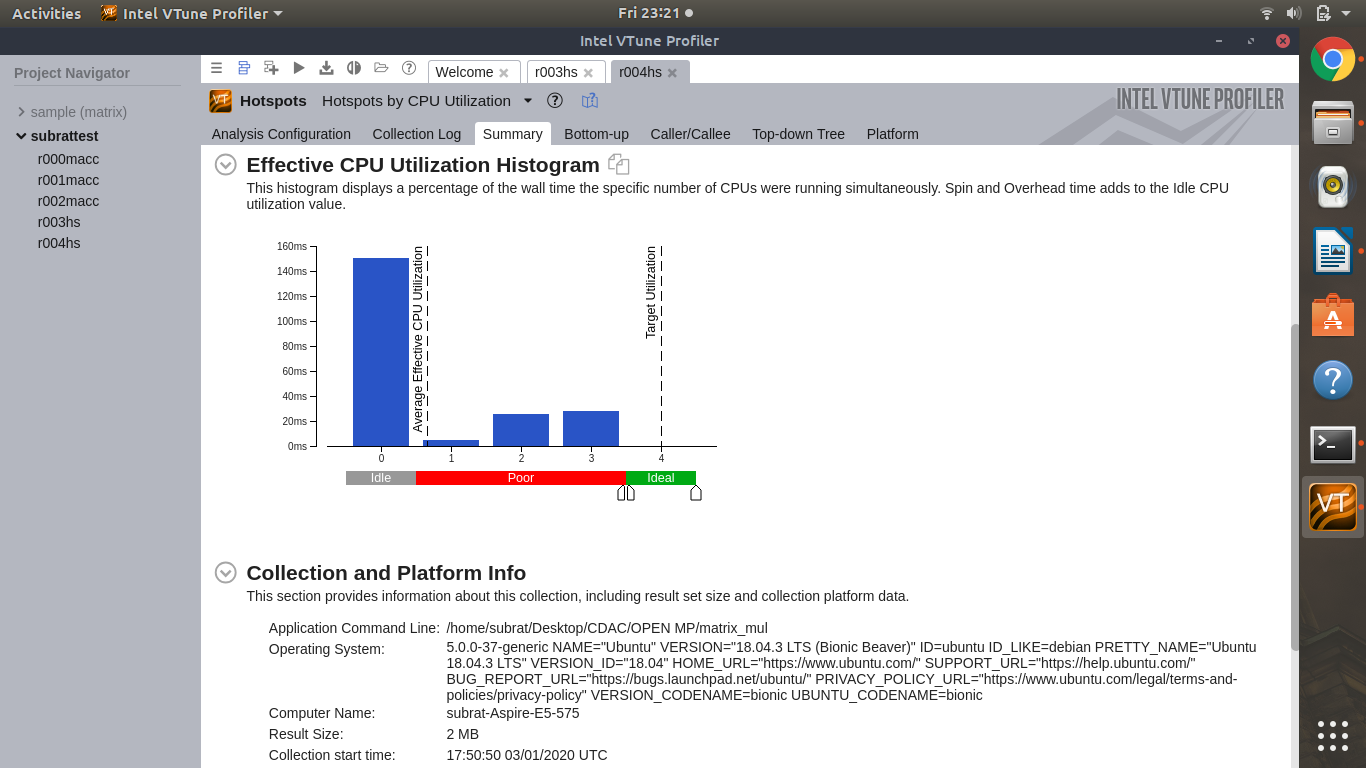 Activities
Intel VTune Profiler
Fri 23:21
Intel VTune Profiler
Project Navigator
sample (matrix)
subrattest
r000macc
r001macc
r002macc
r003hs
r004hs
Welcome
r003hs
r004hs
VT
Hotspots
Hotspots by CPU Utilization
INTEL VTUNE PROFILER
Analysis Configuration
Collection Log
Summary
Bottom-up
Caller/Callee
Top-down Tree
Platform
Effective CPU Utilization Histogram
This histogram displays a percentage of the wall time the specific number of CPUs were running simultaneously. Spin and Overhead time adds to the Idle CPU
utilization value.
160ms
140ms
120ms
100ms
80ms
60ms
40ms
20ms
0ms
Average Effective CPU Utilization
Target Utilization
0 1 2 3 4
Idle
Poor
Ideal
Collection and Platform Info
This section provides information about this collection, including result set size and collection platform data.
Application Command Line: /home/subrat/Desktop/CDAC/OPEN MP/matrix_mul
Operating System: 5.0.0-37-generic NAME="Ubuntu" VERSION="18.04.3 LTS (Bionic Beaver)" ID=ubuntu ID_LIKE=debian PRETTY_NAME="Ubuntu
18.04.3 LTS" VERSION_ID="18.04" HOME_URL="https://www.ubuntu.com/" SUPPORT_URL="https://help.ubuntu.com/"
BUG_REPORT_URL="https://bugs.launchpad.net/ubuntu/" PRIVACY_POLICY_URL="https://www.ubuntu.com/legal/terms-and-
policies/privacy-policy" VERSION_CODENAME=bionic UBUNTU_CODENAME=bionic
Computer Name: subrat-Aspire-E5-575
Result Size: 2 MB
Collection start time: 17:50:50 03/01/2020 UTC
VT